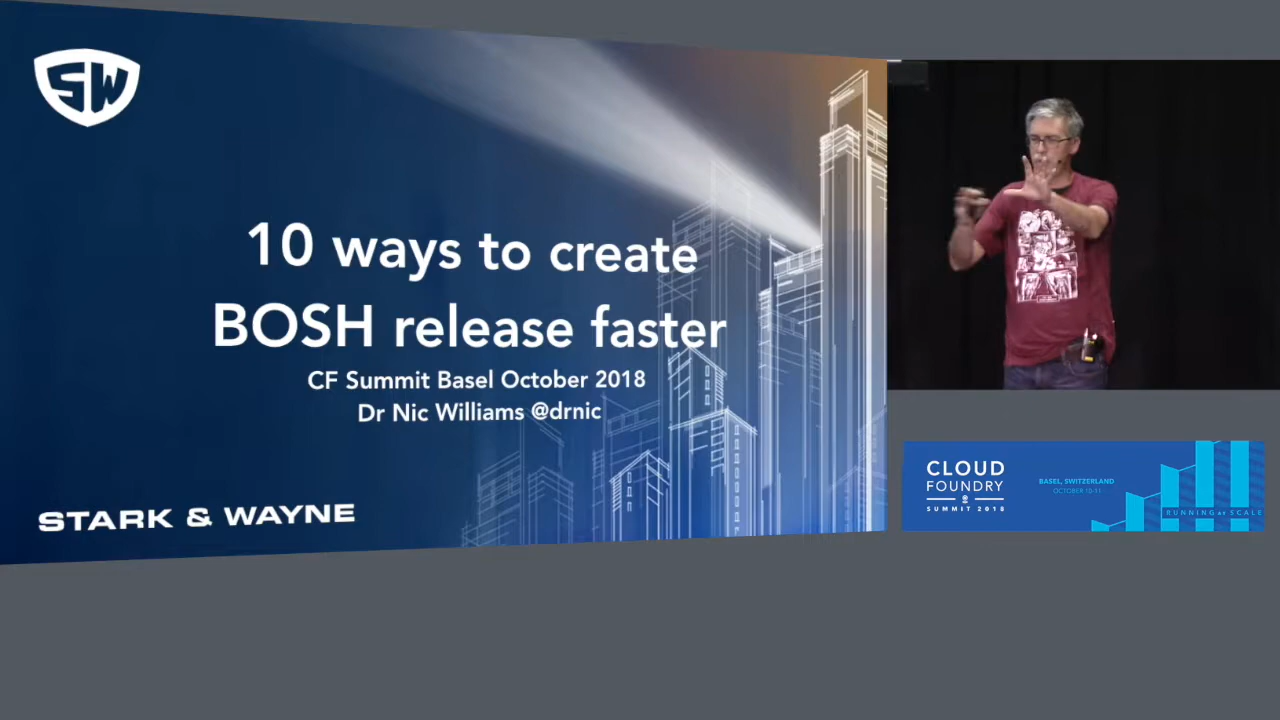 SW
10 ways to create
BOSH release faster
CF Summit Basel October 2018
Dr Nic Williams @drnic
STARK & WAYNE
CLOUD
FOUNDRY
SUMMIT 2018
BASEL, SWITZERLAND
OCTOBER 10-11
RUNNING AT SCALE